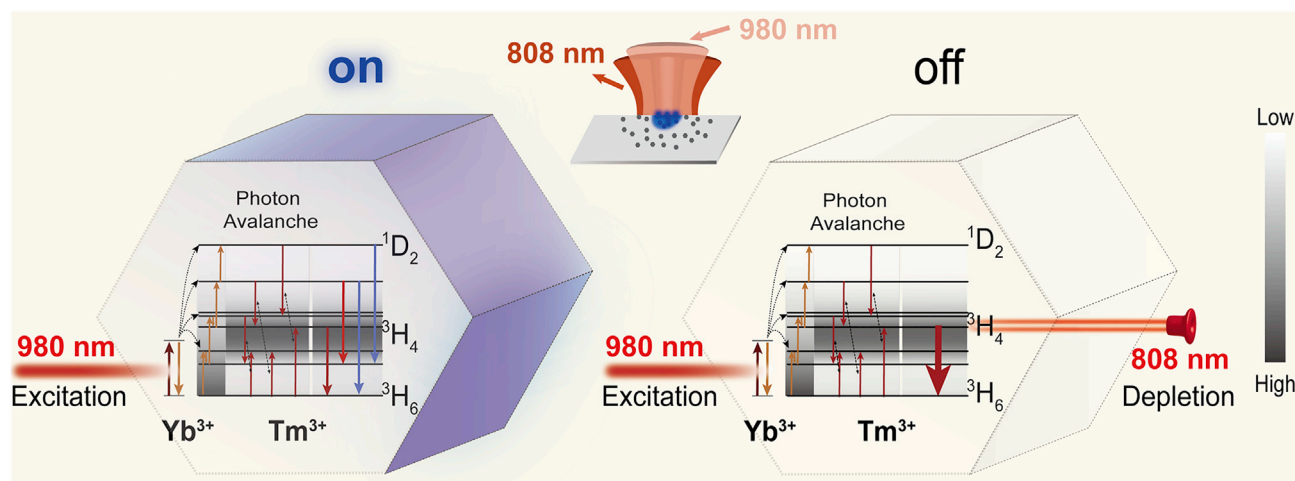 980 nm
808 nm
on
off
Photon
Avalanche
¹D₂
³H₄
³H₆
980 nm
Excitation
Yb³⁺
Tm³⁺
Photon
Avalanche
¹D₂
³H₄
³H₆
980 nm
Excitation
Yb³⁺
Tm³⁺
808 nm
Depletion
Low
High